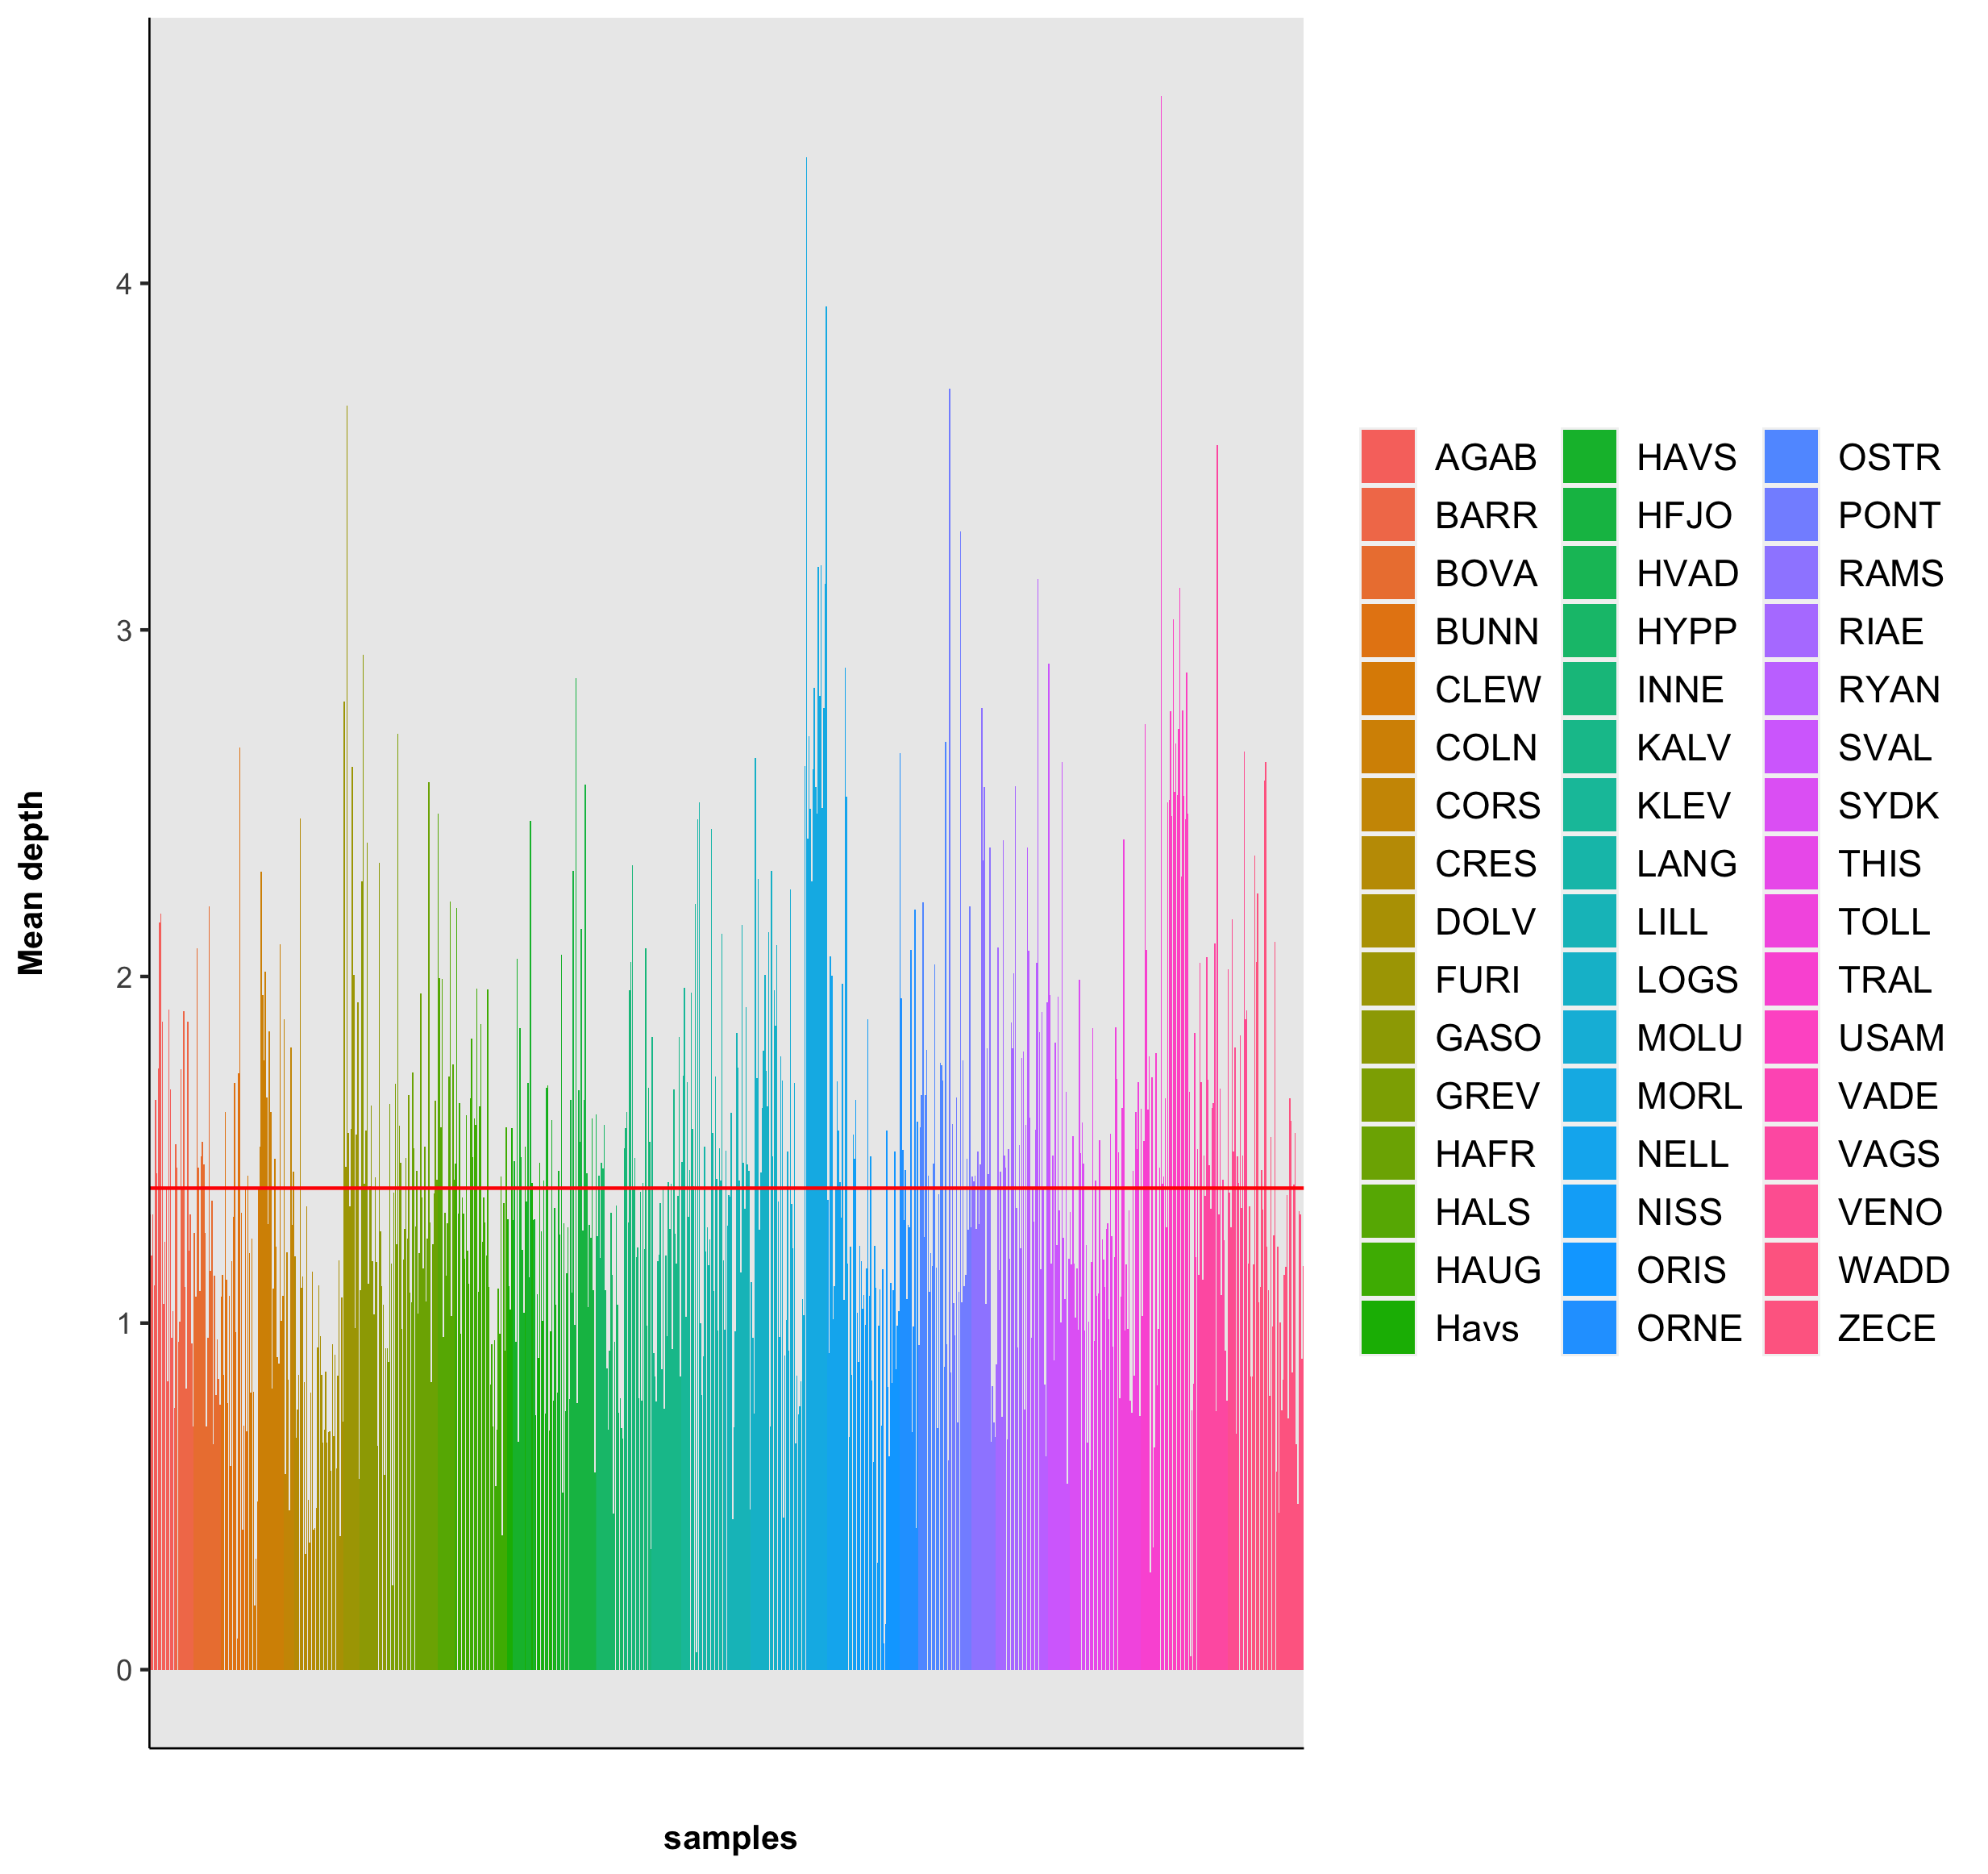 Mean depth
4
3
2
1
0
samples
AGAB
BARR
BOVA
BUNN
CLEW
COLN
CORS
CRES
DOLV
FURI
GASO
GREV
HAFR
HALS
HAUG
Havs
HAVS
HFJO
HVAD
HYPP
INNE
KALV
KLEV
LANG
LILL
LOGS
MOLU
MORL
NELL
NISS
ORIS
ORNE
OSTR
PONT
RAMS
RIAE
RYAN
SVAL
SYDK
THIS
TOLL
TRAL
USAM
VADE
VAGS
VENO
WADD
ZECE